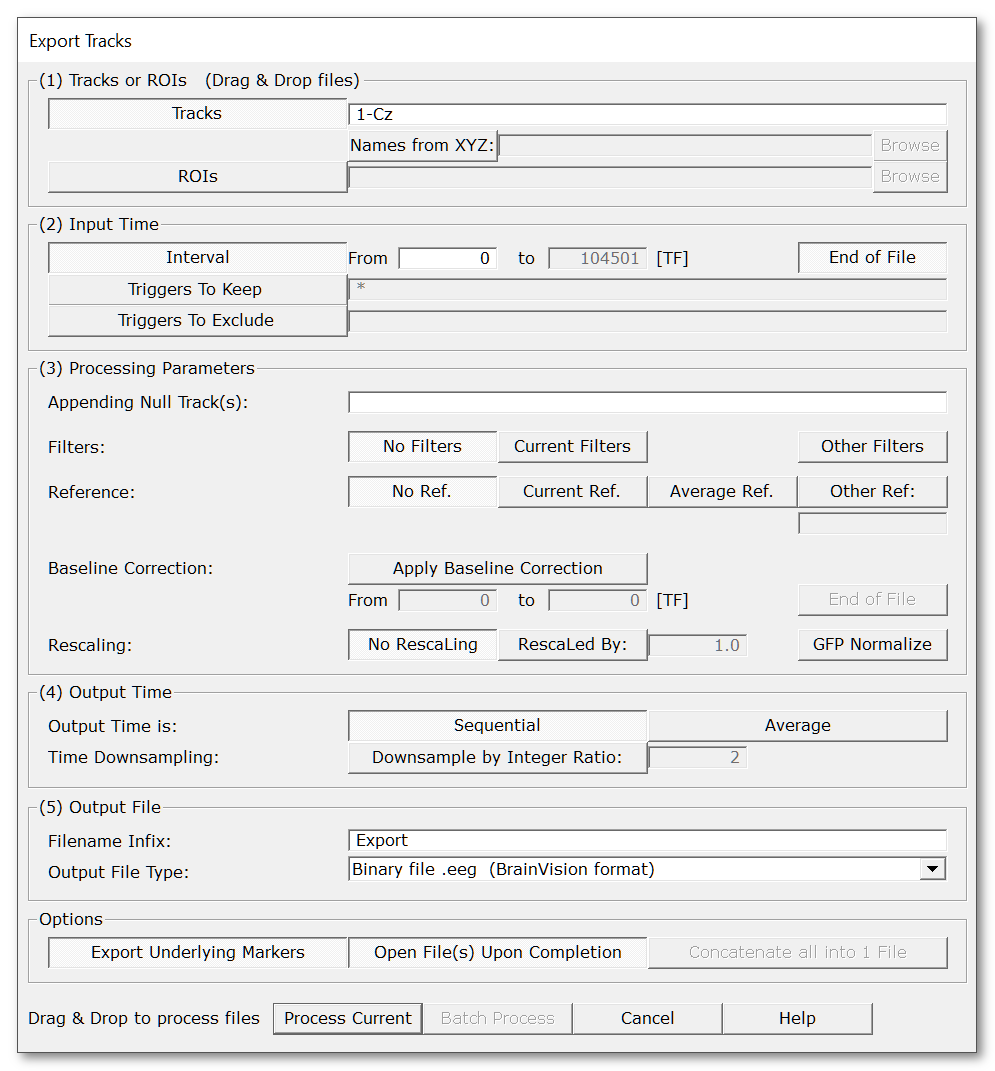 Export Tracks
(1) Tracks or ROIs (Drag & Drop files)
Tracks 1-Cz
Names from XYZ: Browse
ROIs Browse
(2) Input Time
Interval From 0 to 104501 [TF] End of File
Triggers To Keep *
Triggers To Exclude
(3) Processing Parameters
Appending Null Track(s):
Filters: No Filters Current Filters Other Filters
Reference: No Ref. Current Ref. Average Ref. Other Ref:
Baseline Correction: Apply Baseline Correction
From 0 to 0 [TF] End of File
Rescaling: No RescaLing RescaLed By: 1.0 GFP Normalize
(4) Output Time
Output Time is: Sequential Average
Time Downsampling: Downsample by Integer Ratio: 2
(5) Output File
Filename Infix: Export
Output File Type: Binary file .eeg (BrainVision format)
Options
Export Underlying Markers Open File(s) Upon Completion Concatenate all into 1 File
Drag & Drop to process files Process Current Batch Process Cancel Help